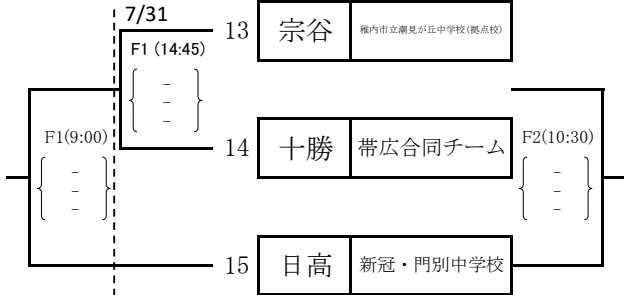 7/31
13 宗谷 稚内市立潮見が丘中学校(拠点校)
F1 (14:45)
-
-
-
F1(9:00)
-
-
-
14 十勝 帯広合同チーム
F2(10:30)
-
-
-
15 日高 新冠・門別中学校